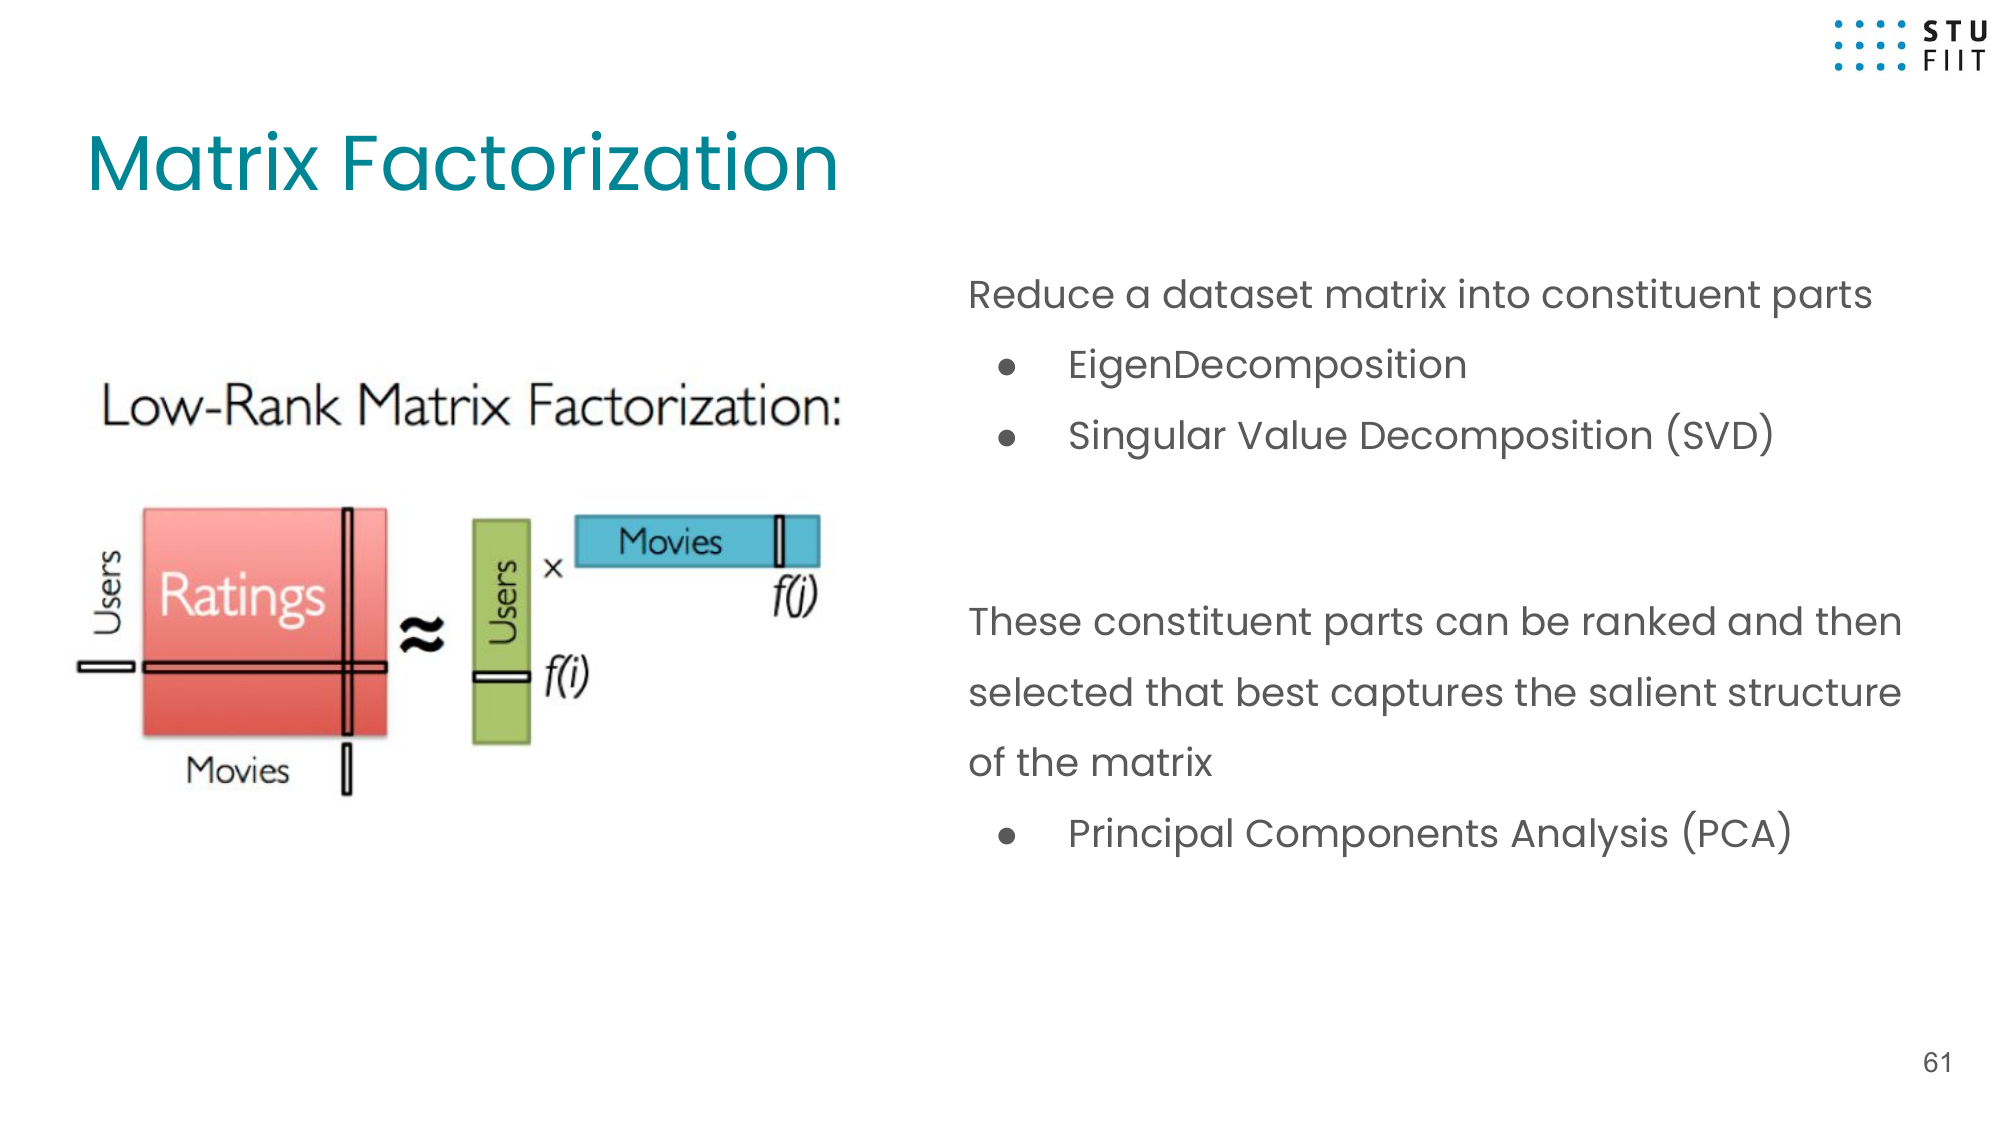 STU
FIIT
Matrix Factorization
Low-Rank Matrix Factorization:
Users
Ratings
Movies
≈
Users
f(i)
×
Movies
f(j)
Reduce a dataset matrix into constituent parts
● EigenDecomposition
● Singular Value Decomposition (SVD)
These constituent parts can be ranked and then
selected that best captures the salient structure
of the matrix
● Principal Components Analysis (PCA)
61